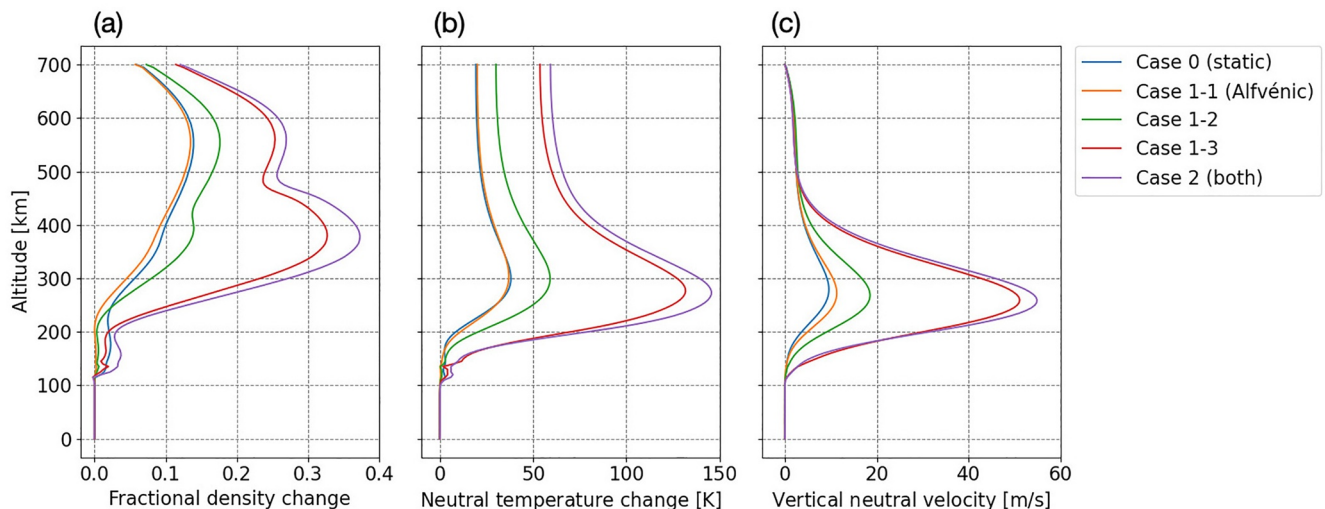 (a)
(b)
(c)
Altitude [km]
700
600
500
400
300
200
100
0
0.0 0.1 0.2 0.3 0.4
Fractional density change
0 50 100 150
Neutral temperature change [K]
0 20 40 60
Vertical neutral velocity [m/s]
Case 0 (static)
Case 1-1 (Alfvénic)
Case 1-2
Case 1-3
Case 2 (both)